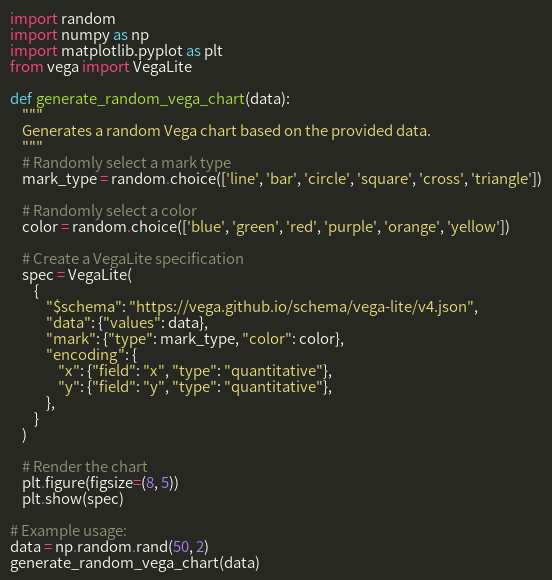 import random
import numpy as np
import matplotlib.pyplot as plt
from vega import VegaLite

def generate_random_vega_chart(data):
    """
    Generates a random Vega chart based on the provided data.
    """
    # Randomly select a mark type
    mark_type = random.choice(['line', 'bar', 'circle', 'square', 'cross', 'triangle'])

    # Randomly select a color
    color = random.choice(['blue', 'green', 'red', 'purple', 'orange', 'yellow'])

    # Create a VegaLite specification
    spec = VegaLite(
        {
            "$schema": "https://vega.github.io/schema/vega-lite/v4.json",
            "data": {"values": data},
            "mark": {"type": mark_type, "color": color},
            "encoding": {
                "x": {"field": "x", "type": "quantitative"},
                "y": {"field": "y", "type": "quantitative"},
            },
        }
    )

    # Render the chart
    plt.figure(figsize=(8, 5))
    plt.show(spec)

# Example usage:
data = np.random.rand(50, 2)
generate_random_vega_chart(data)